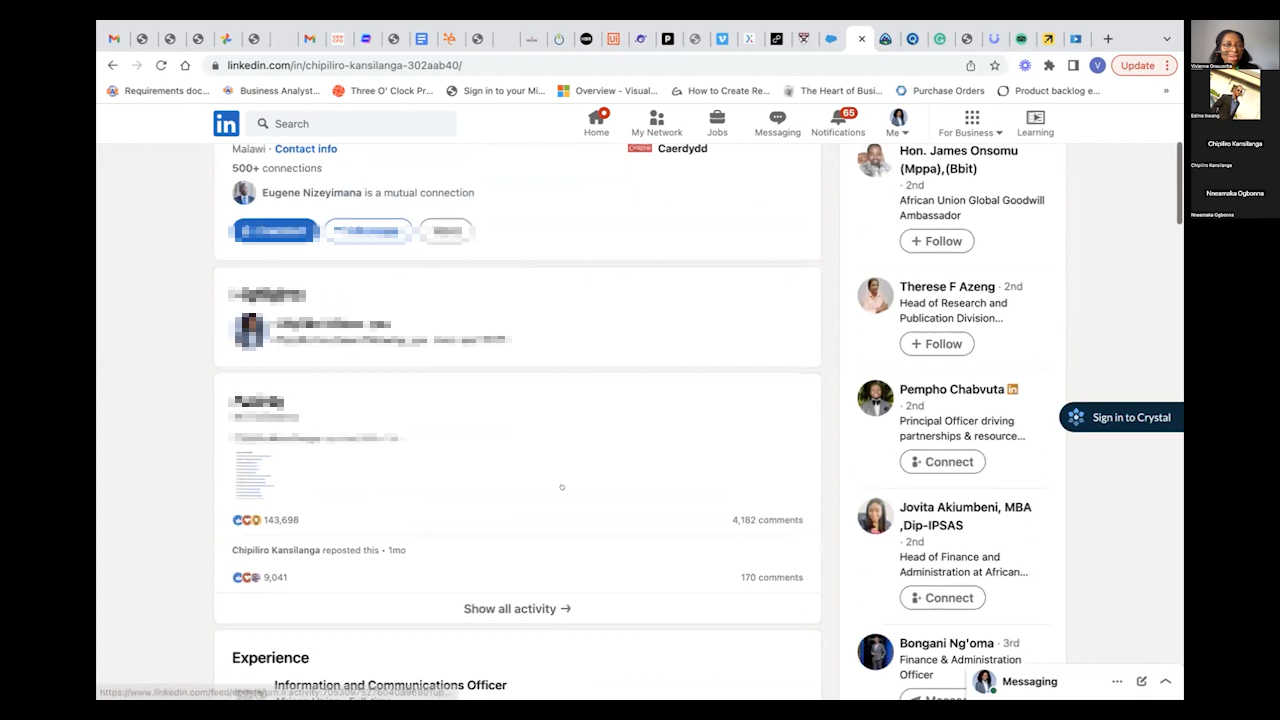 linkedin.com/in/chipiliro-kansilanga-302aab40/
Update
Requirements doc...
Business Analyst...
Three O' Clock Pr...
Sign in to your Mi...
Overview – Visual...
How to Create Re...
The Heart of Busi...
Purchase Orders
Product backlog e...
in
Search
Home
My Network
Jobs
Messaging
65
Notifications
Me
For Business
Learning
Malawi · Contact info
500+ connections
Eugene Nizeyimana is a mutual connection
Caerdydd
143,698
4,182 comments
Chipiliro Kansilanga reposted this • 1mo
9,041
170 comments
Show all activity →
Experience
Information and Communications Officer
Hon. James Onsomu
(Mppa),(Bbit)
· 2nd
African Union Global Goodwill
Ambassador
+ Follow
Therese F Azeng · 2nd
Head of Research and
Publication Division...
+ Follow
Pempho Chabvuta in
· 2nd
Principal Officer driving
partnerships & resource...
Connect
Jovita Akiumbeni, MBA
,Dip-IPSAS
· 2nd
Head of Finance and
Administration at African...
Connect
Bongani Ng'oma · 3rd
Finance & Administration
Officer
Sign in to Crystal
Messaging
Chipiliro Kansilanga
Chipiliro Kansilanga
Nneamaka Ogbonna
Nneamaka Ogbonna